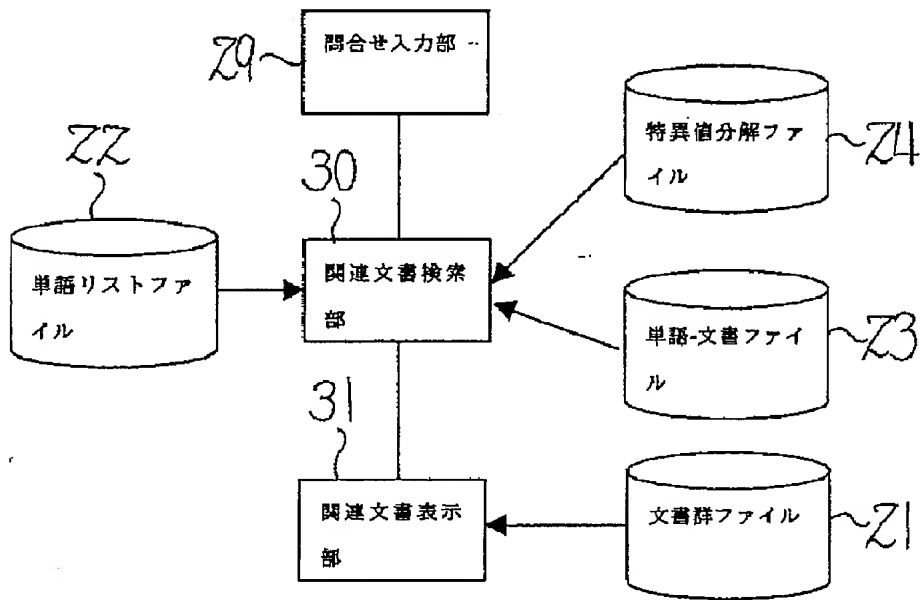 29
問合せ入力部
24
特異値分解ファ
イル
22
単語リストファ
イル
30
関連文書検索
部
23
単語-文書ファイ
ル
31
関連文書表示
部
21
文書群ファイル